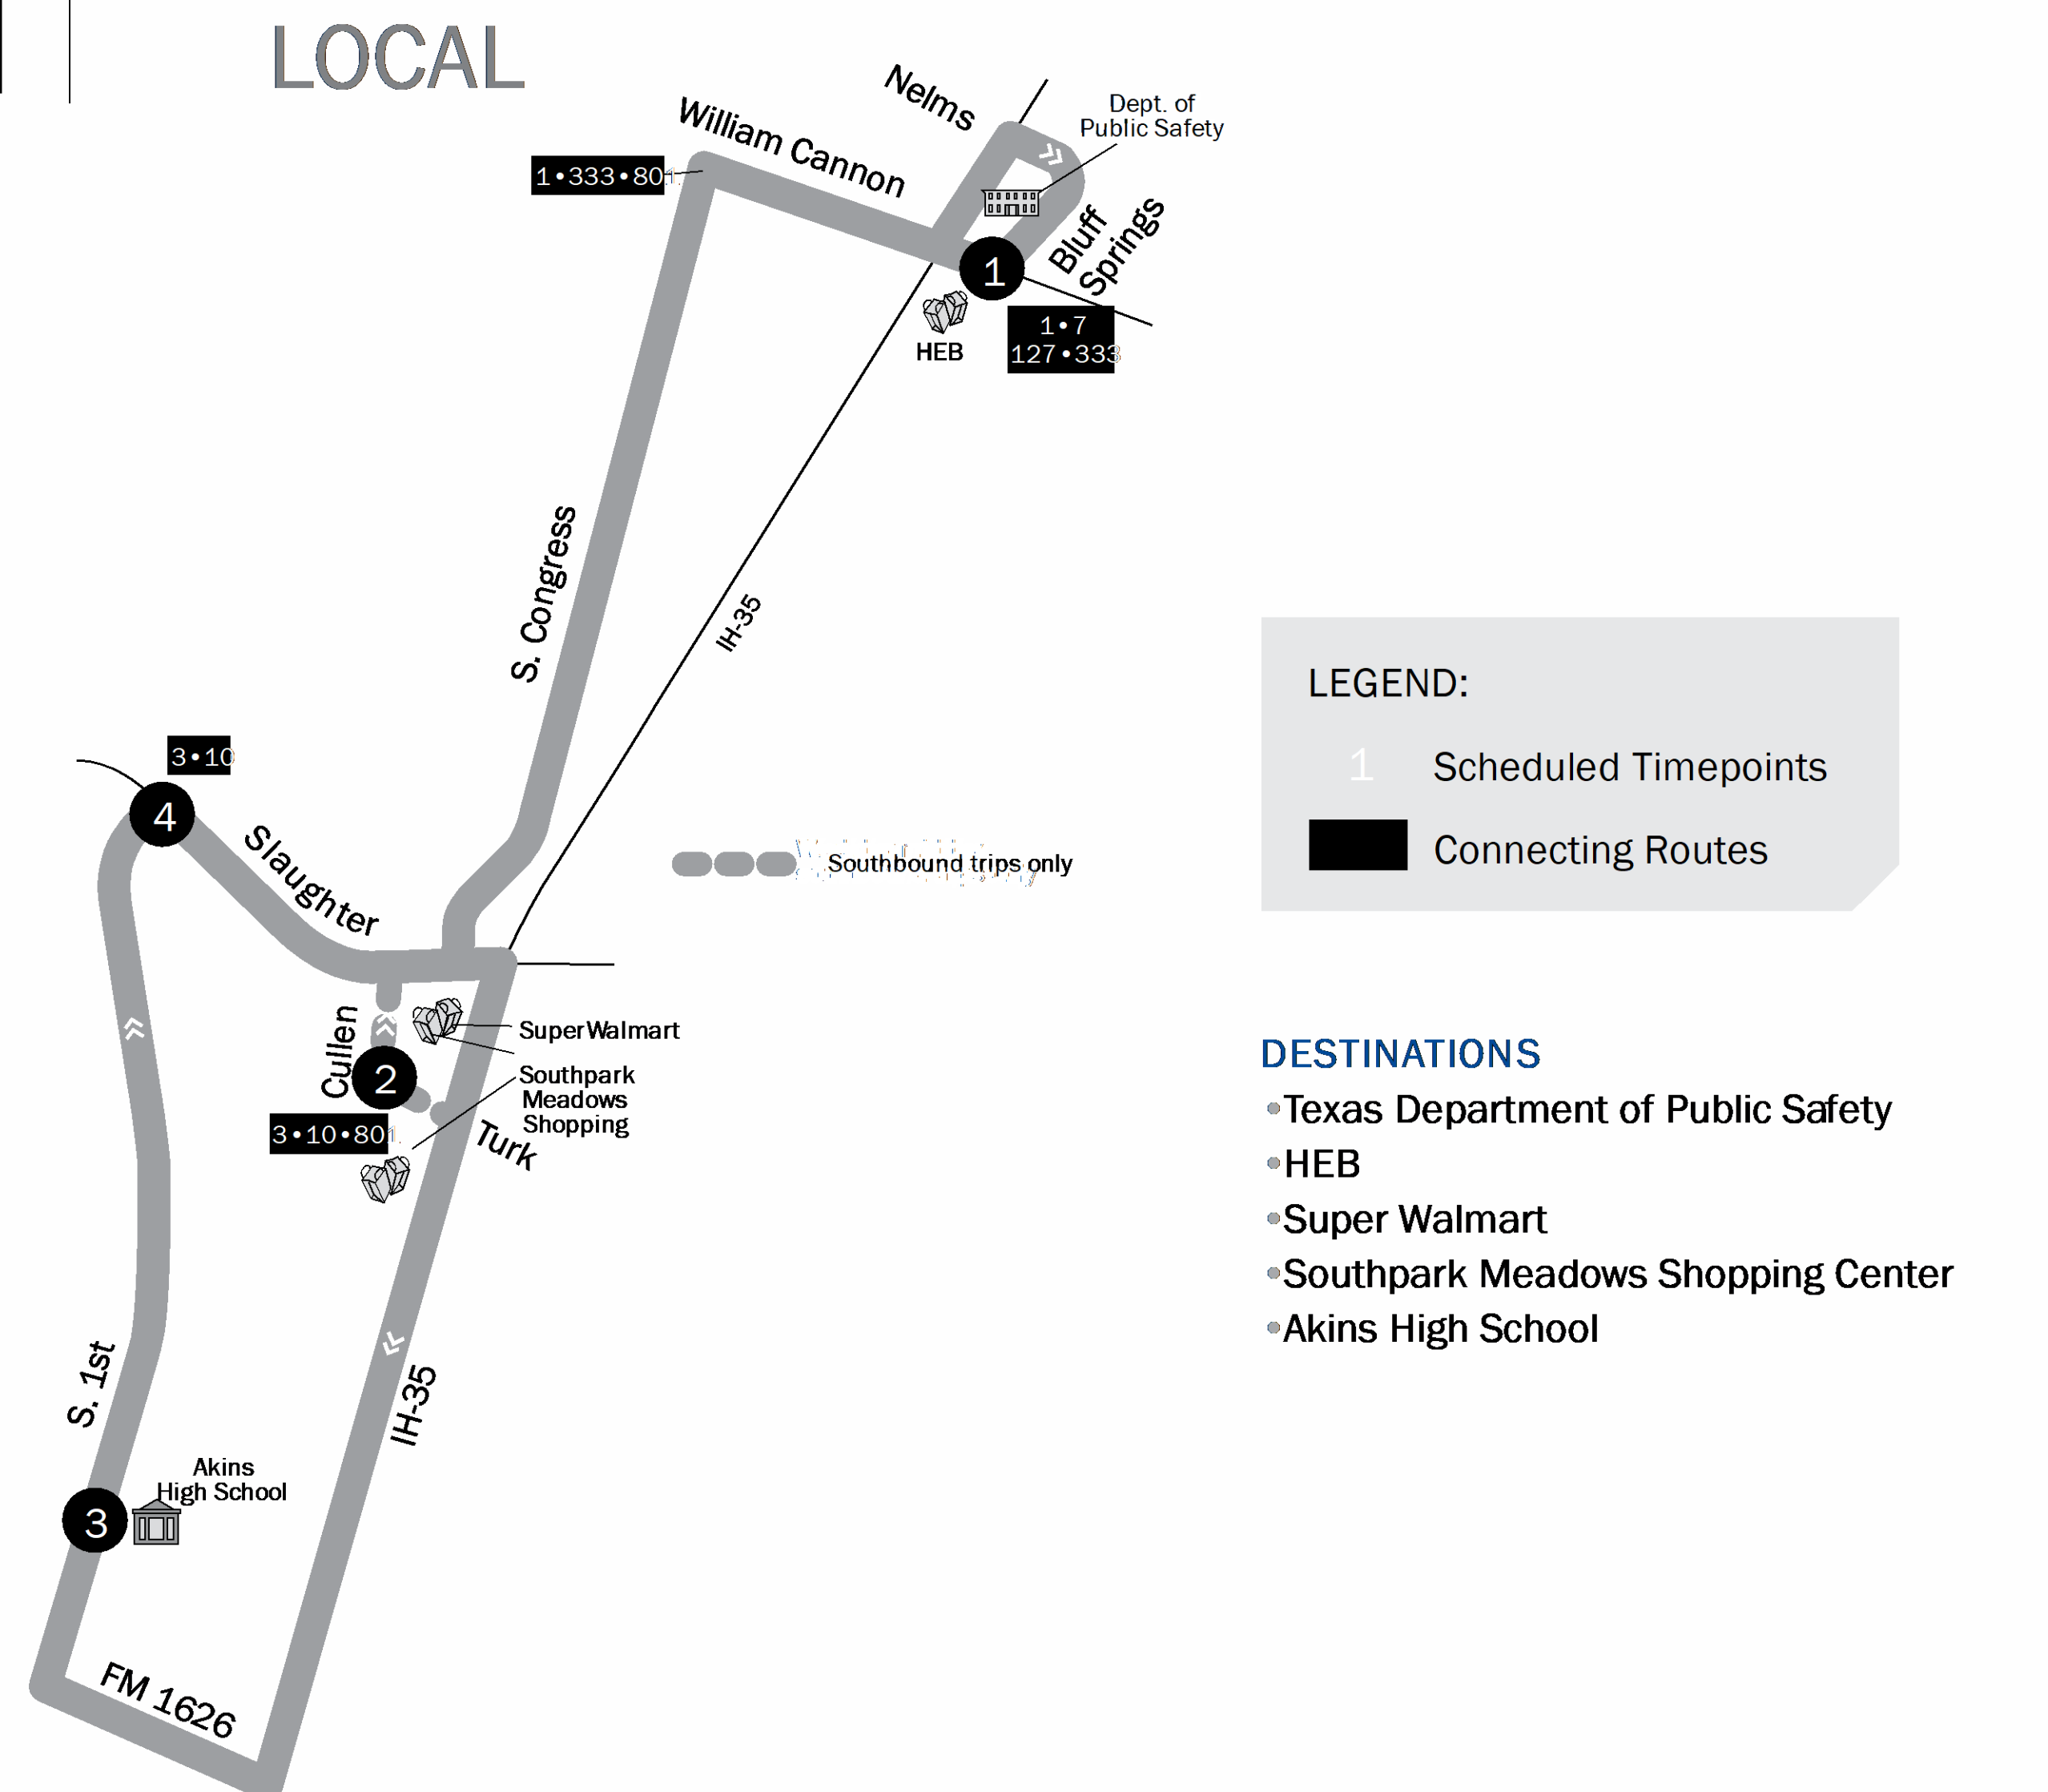 LOCAL
Nelms
Dept. of
Public Safety
William Cannon
1•333•801
Bluff
Springs
1
1•7
127•333
HEB
S. Congress
IH-35
LEGEND:
1 Scheduled Timepoints
Connecting Routes
3•10
4
Slaughter
Southbound trips only
Cullen
SuperWalmart
2
Southpark
Meadows
Shopping
3•10•801
Turk
DESTINATIONS
•Texas Department of Public Safety
•HEB
•Super Walmart
•Southpark Meadows Shopping Center
•Akins High School
S. 1st
IH-35
Akins
High School
3
FM 1626